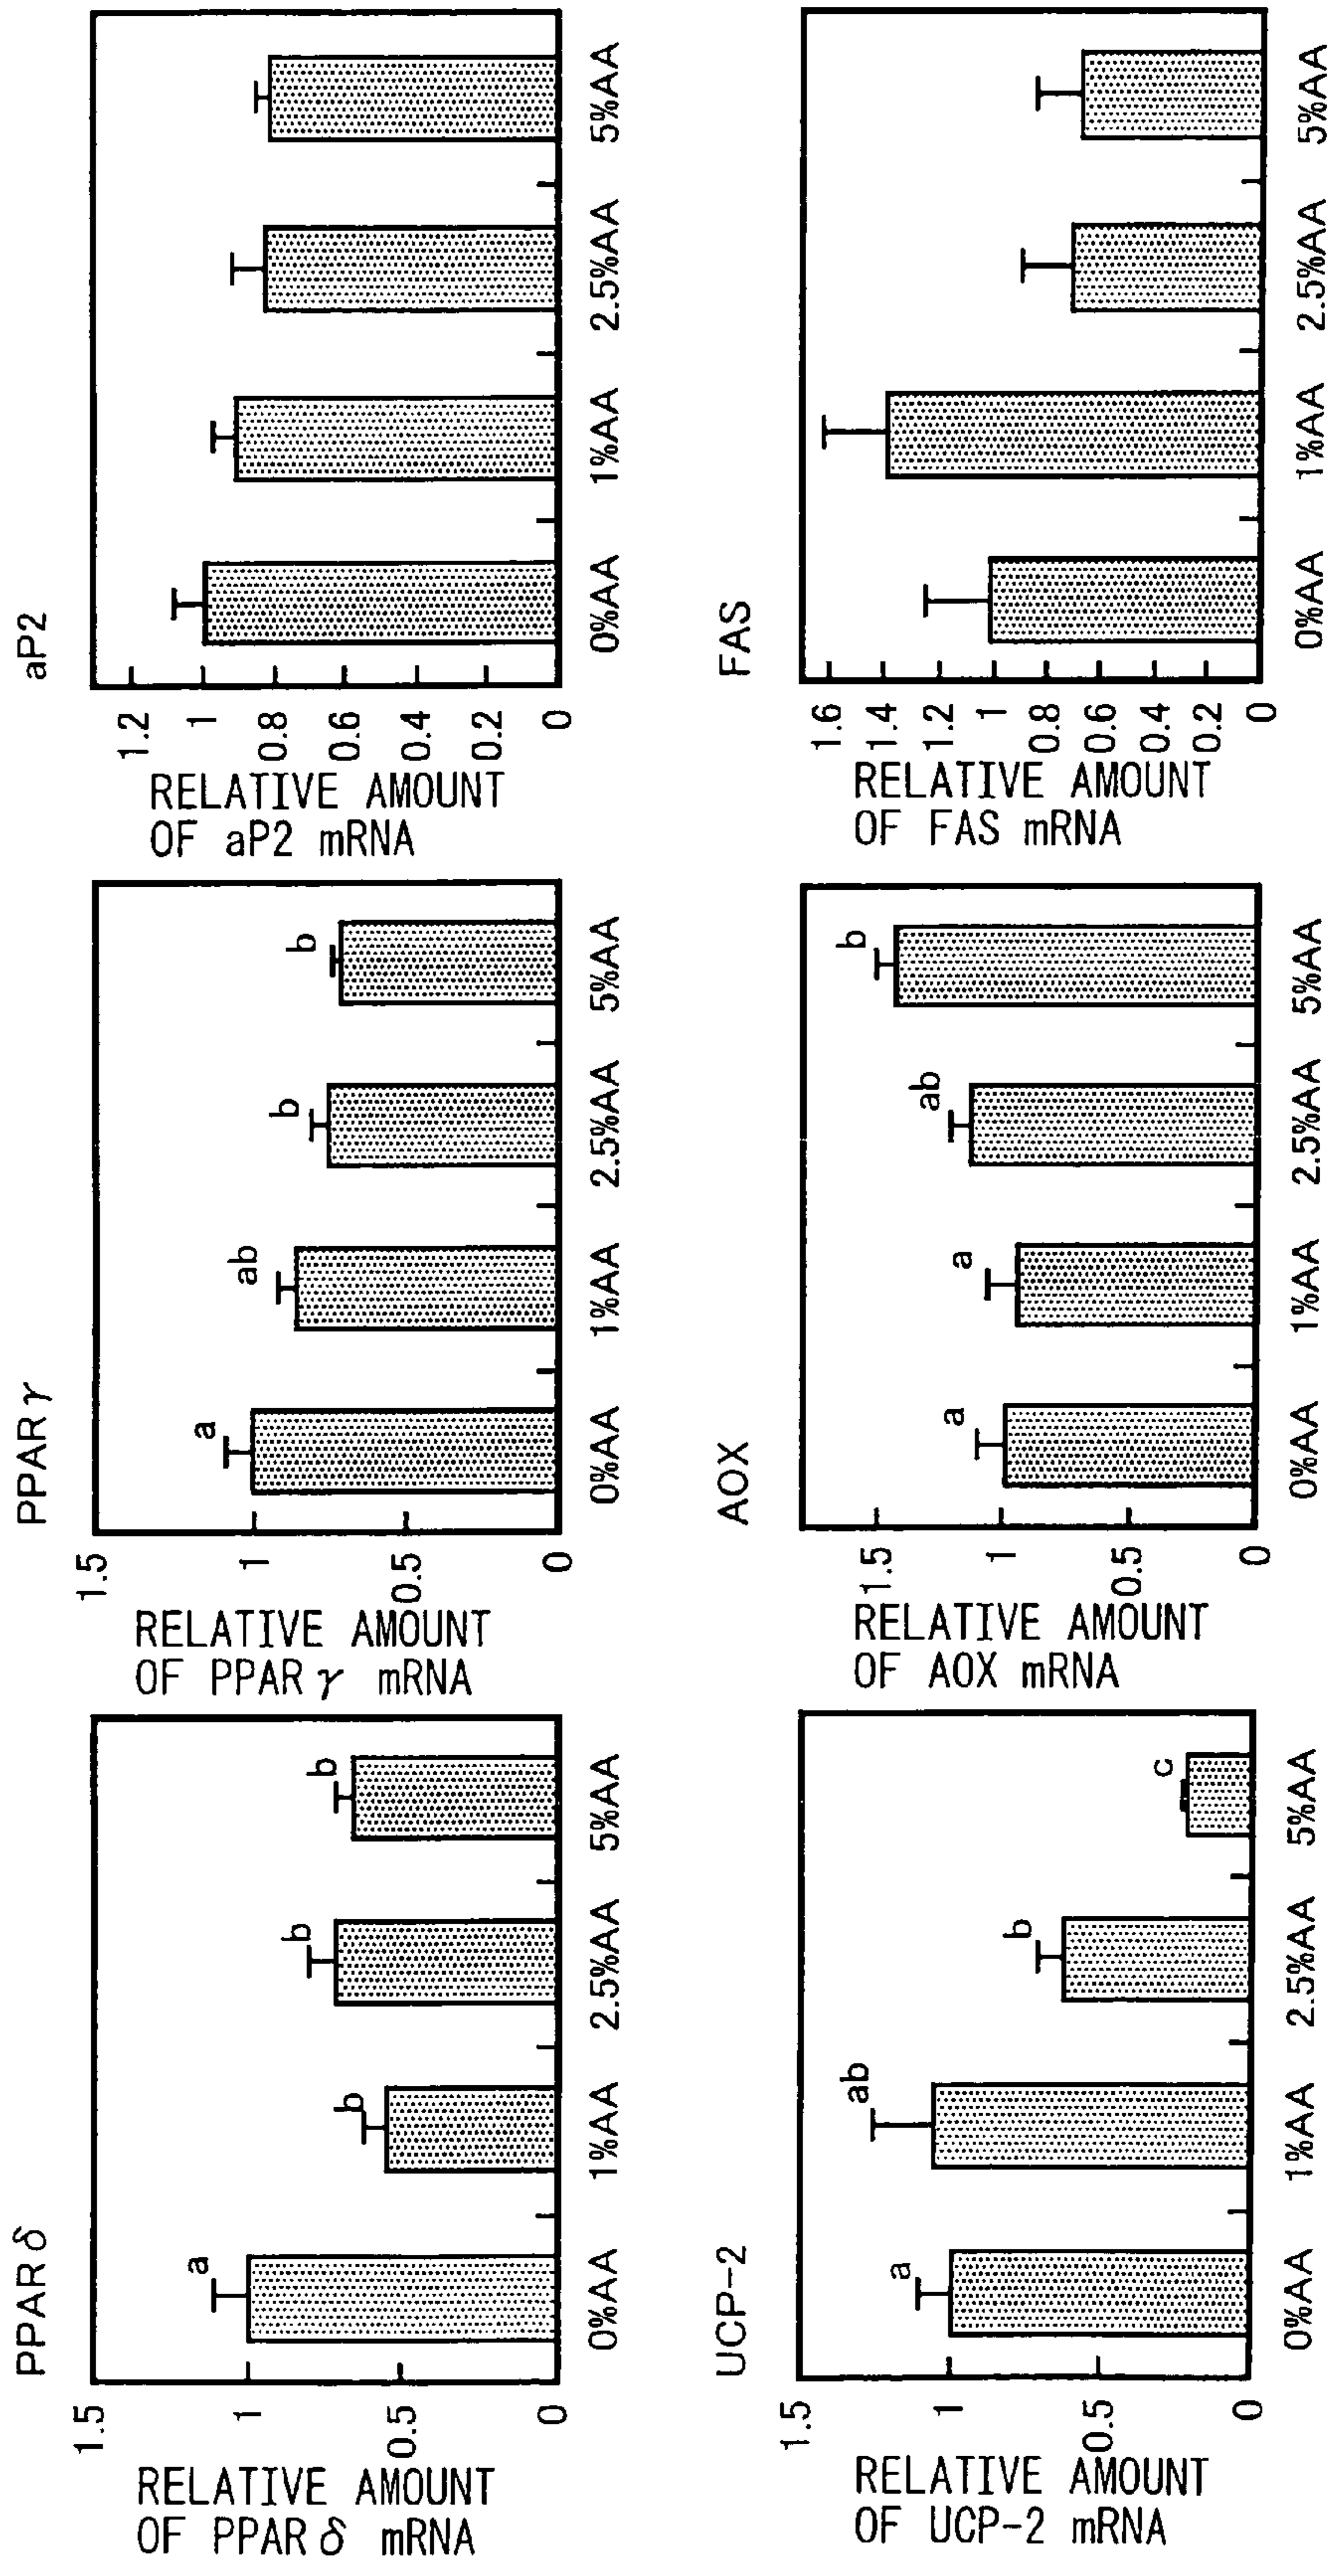 PPARδ
RELATIVE AMOUNT
OF PPARδ mRNA
1.5
1
0.5
0
a
b
b
b
0%AA
1%AA
2.5%AA
5%AA
PPARγ
RELATIVE AMOUNT
OF PPARγ mRNA
1.5
1
0.5
0
a
ab
b
b
0%AA
1%AA
2.5%AA
5%AA
aP2
RELATIVE AMOUNT
OF aP2 mRNA
1.2
1
0.8
0.6
0.4
0.2
0
0%AA
1%AA
2.5%AA
5%AA
UCP-2
RELATIVE AMOUNT
OF UCP-2 mRNA
1.5
1
0.5
0
a
ab
b
c
0%AA
1%AA
2.5%AA
5%AA
AOX
RELATIVE AMOUNT
OF AOX mRNA
1.5
1
0.5
0
a
a
ab
b
0%AA
1%AA
2.5%AA
5%AA
FAS
RELATIVE AMOUNT
OF FAS mRNA
1.6
1.4
1.2
1
0.8
0.6
0.4
0.2
0
0%AA
1%AA
2.5%AA
5%AA